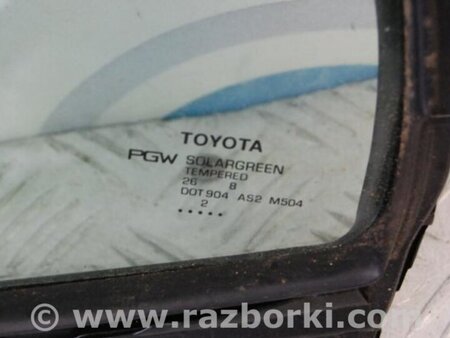 TOYOTA
PGW SOLARGREEN
TEMPERED
26 8
DOT 904 AS2 M504
2
.....
www.razborki.com